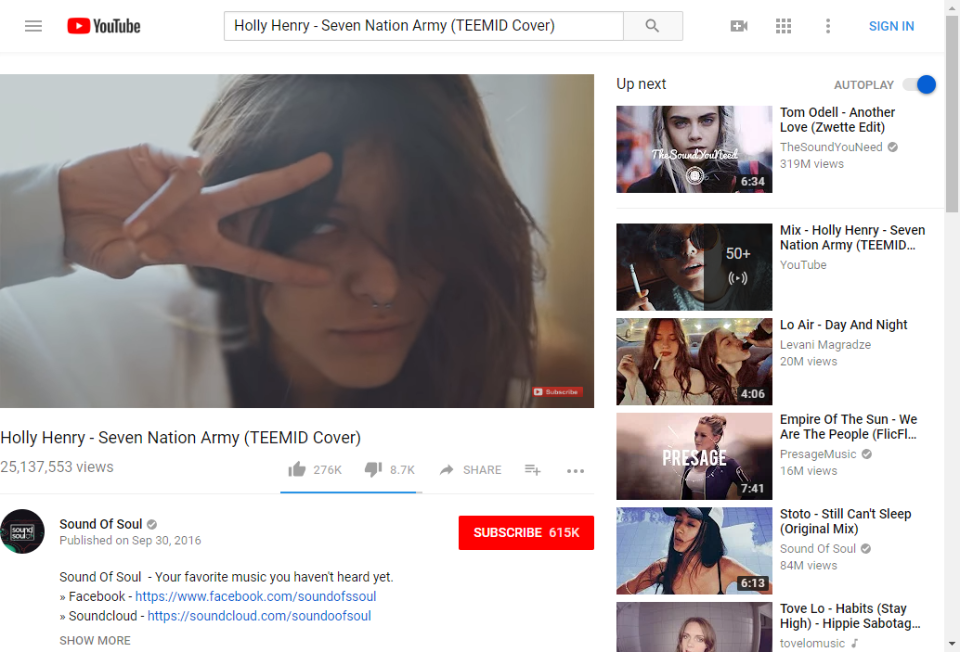 YouTube
Holly Henry - Seven Nation Army (TEEMID Cover)
SIGN IN
Subscribe
Holly Henry - Seven Nation Army (TEEMID Cover)
25,137,553 views
276K
8.7K
SHARE
sound
soul
Sound Of Soul
Published on Sep 30, 2016
SUBSCRIBE 615K
Sound Of Soul - Your favorite music you haven't heard yet.
» Facebook - https://www.facebook.com/soundofssoul
» Soundcloud - https://soundcloud.com/soundoofsoul
SHOW MORE
Up next
AUTOPLAY
TheSoundYouNeed
6:34
Tom Odell - Another
Love (Zwette Edit)
TheSoundYouNeed
319M views
50+
Mix - Holly Henry - Seven
Nation Army (TEEMID...
YouTube
4:06
Lo Air - Day And Night
Levani Magradze
20M views
PRESAGE
7:41
Empire Of The Sun - We
Are The People (FlicFl...
PresageMusic
16M views
6:13
Stoto - Still Can't Sleep
(Original Mix)
Sound Of Soul
84M views
Tove Lo - Habits (Stay
High) - Hippie Sabotag...
tovelomusic